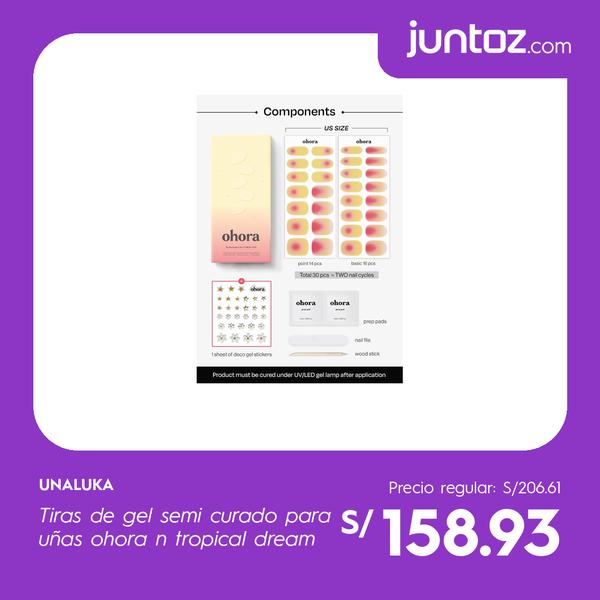 juntoz.com
Components
US SIZE
ohora
ohora
ohora
point 14 pcs
basic 16 pcs
Total 30 pcs = TWO nail cycles
ohora
ohora
ohora
prep pads
nail file
1 sheet of deco gel stickers
wood stick
Product must be cured under UV/LED gel lamp after application
UNALUKA
Precio regular: S/206.61
Tiras de gel semi curado para
uñas ohora n tropical dream
S/158.93